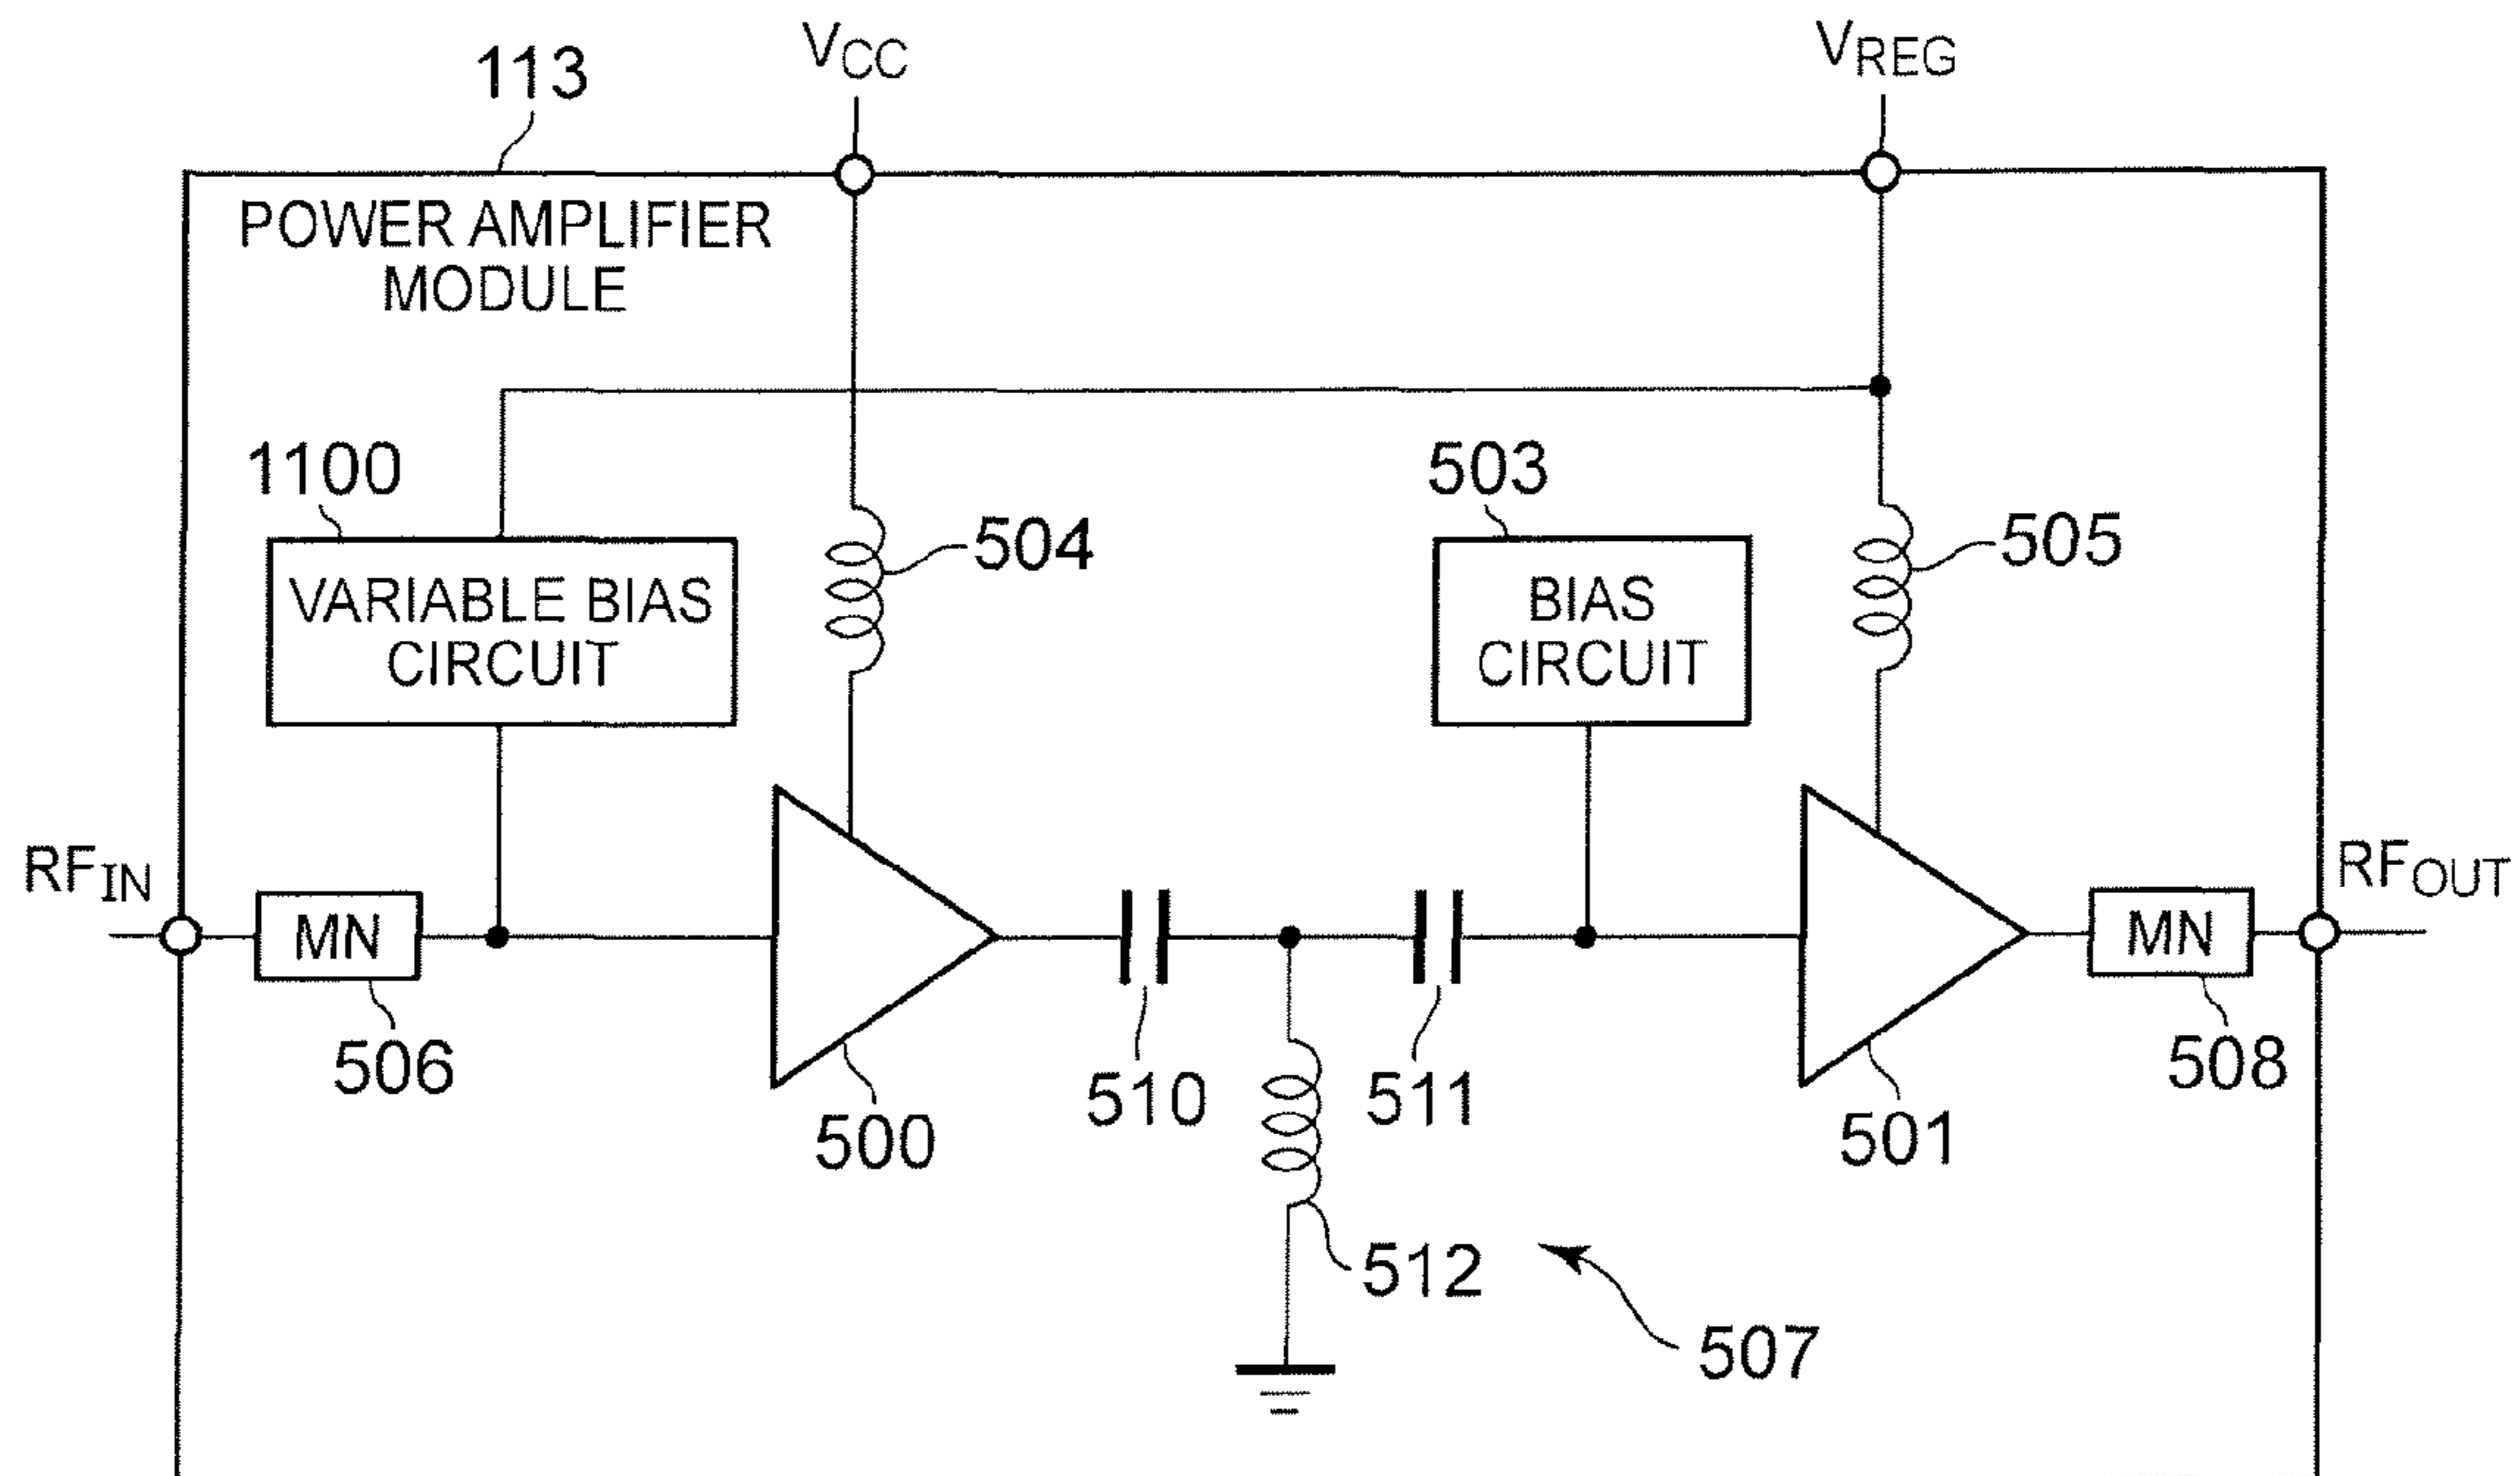 113
VCC
VREG
POWER AMPLIFIER
MODULE
1100
503
504
505
VARIABLE BIAS
CIRCUIT
BIAS
CIRCUIT
RFIN
MN
MN
RFOUT
506
500
510
511
501
508
512
507